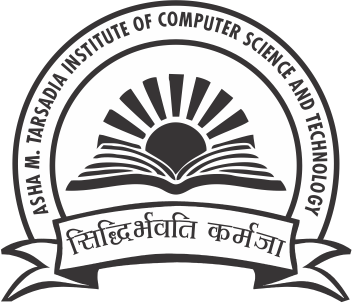 ASHA M. TARSADIA INSTITUTE OF COMPUTER SCIENCE AND TECHNOLOGY
सिद्धिर्भवति कर्मजा